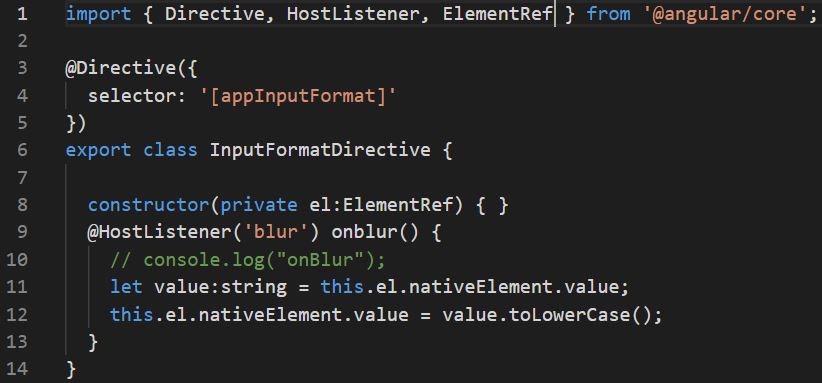 1 import { Directive, HostListener, ElementRef } from '@angular/core';
2
3 @Directive({
4 selector: '[appInputFormat]'
5 })
6 export class InputFormatDirective {
7
8 constructor(private el:ElementRef) { }
9 @HostListener('blur') onblur() {
10 // console.log("onBlur");
11 let value:string = this.el.nativeElement.value;
12 this.el.nativeElement.value = value.toLowerCase();
13 }
14 }